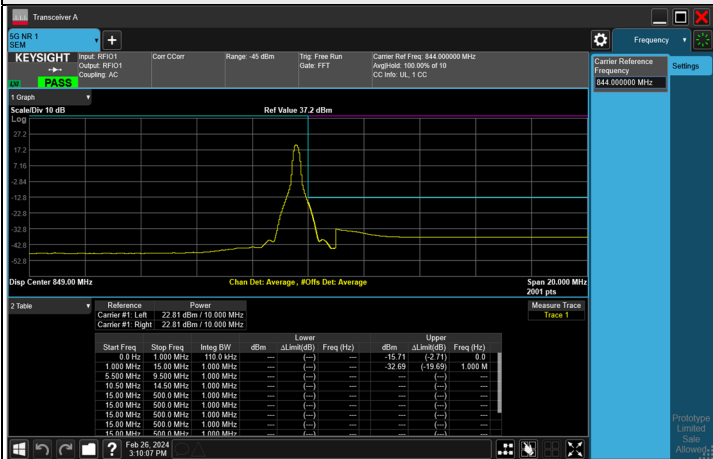 Transceiver A
5G NR 1
SEM
Frequency
KEYSIGHT Input: RFIO1 Corr CCorr Range: -45 dBm Trig: Free Run Carrier Ref Freq: 844.000000 MHz
Output: RFIO1 Gate: FFT Avg|Hold: 100.00% of 10
Coupling: AC CC Info: UL, 1 CC
PASS
Carrier Reference
Frequency
844.000000 MHz
Settings
1 Graph
Scale/Div 10 dB Ref Value 37.2 dBm
Log
27.2
17.2
7.16
-2.84
-12.8
-22.8
-32.8
-42.8
-52.8
Disp Center 849.00 MHz Chan Det: Average , #Offs Det: Average Span 20.000 MHz
2001 pts
2 Table Reference Power Measure Trace
Carrier #1: Left 22.81 dBm / 10.000 MHz Trace 1
Carrier #1: Right 22.81 dBm / 10.000 MHz
Lower Upper
Start Freq Stop Freq Integ BW dBm ΔLimit(dB) Freq (Hz) dBm ΔLimit(dB) Freq (Hz)
0.0 Hz 1.000 MHz 110.0 kHz --- (---) --- -15.71 (-2.71) 0.0
1.000 MHz 15.00 MHz 1.000 MHz --- (---) --- -32.69 (-19.69) 1.000 M
5.500 MHz 9.500 MHz 1.000 MHz --- (---) --- --- (---) ---
10.50 MHz 14.50 MHz 1.000 MHz --- (---) --- --- (---) ---
15.00 MHz 500.0 MHz 1.000 MHz --- (---) --- --- (---) ---
15.00 MHz 500.0 MHz 1.000 MHz --- (---) --- --- (---) ---
15.00 MHz 500.0 MHz 1.000 MHz --- (---) --- --- (---) ---
15.00 MHz 500.0 MHz 1.000 MHz --- (---) --- --- (---) ---
Feb 26, 2024
3:10:07 PM
Prototype
Limited
Sale
Allowed